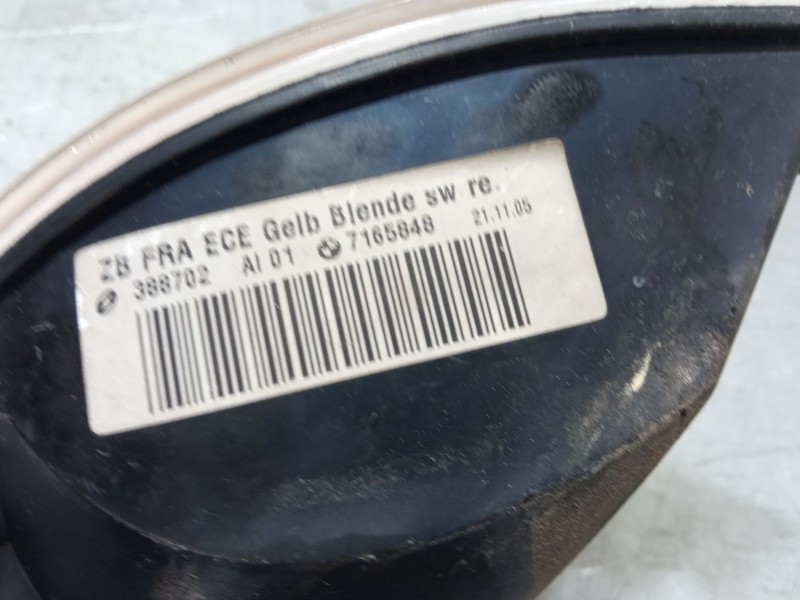 ZB FRA ECE Gelb Blende sw re.
388702 AI 01 7165848 21.11.05